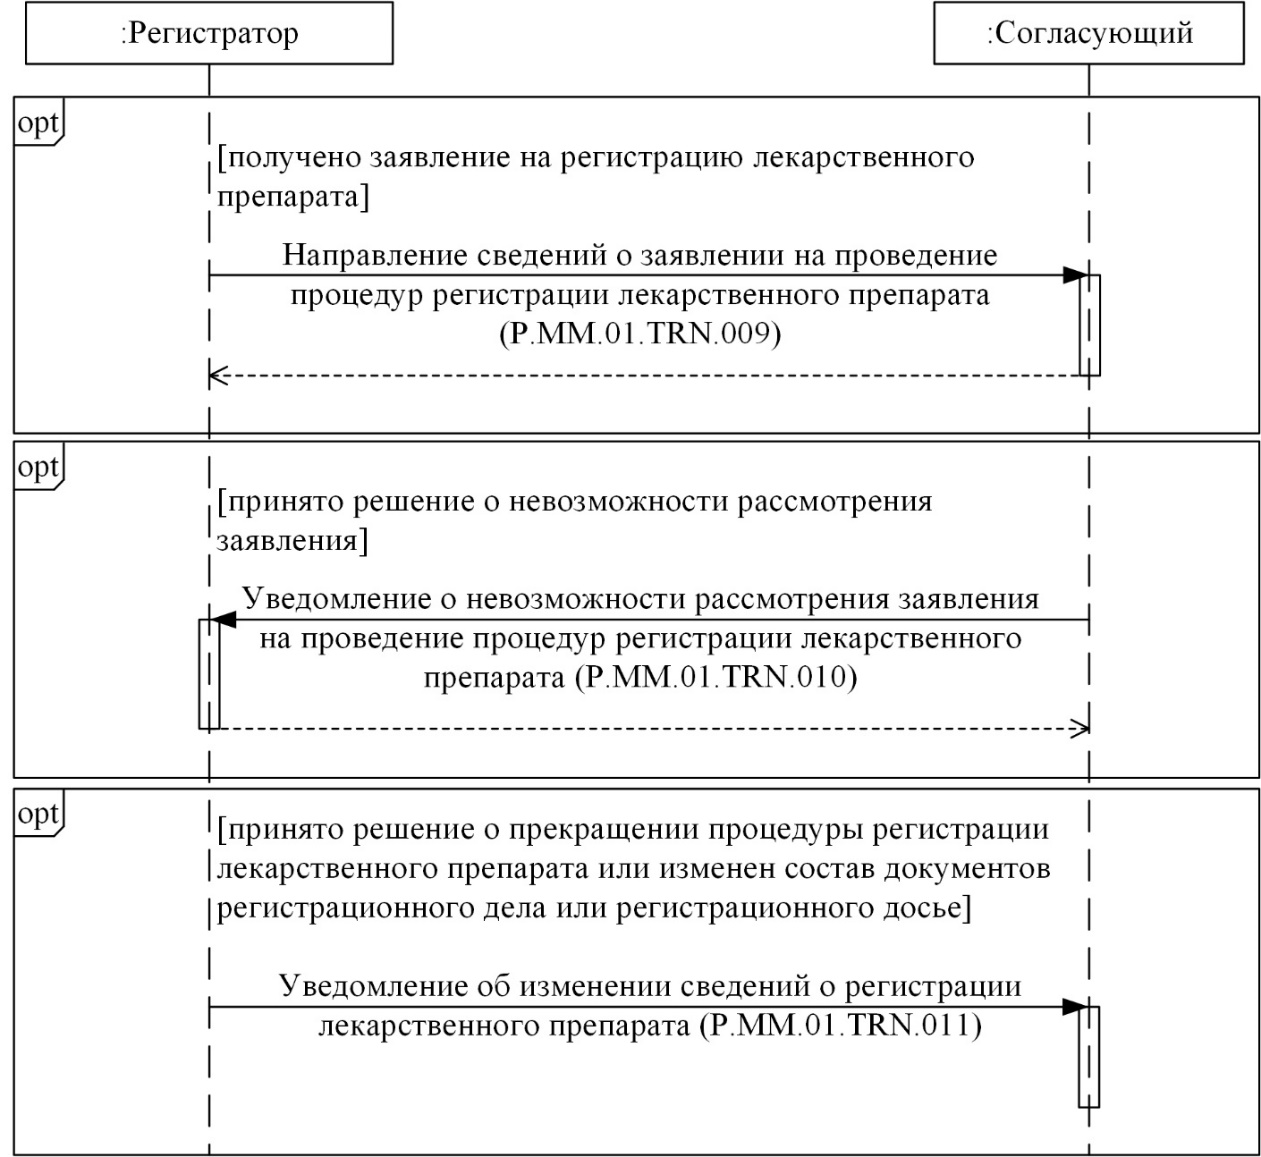 :Регистратор
:Согласующий
opt
[получено заявление на регистрацию лекарственного
препарата]
Направление сведений о заявлении на проведение
процедур регистрации лекарственного препарата
(P.MM.01.TRN.009)
opt
[принято решение о невозможности рассмотрения
заявления]
Уведомление о невозможности рассмотрения заявления
на проведение процедур регистрации лекарственного
препарата (P.MM.01.TRN.010)
opt
[принято решение о прекращении процедуры регистрации
лекарственного препарата или изменен состав документов
регистрационного дела или регистрационного досье]
Уведомление об изменении сведений о регистрации
лекарственного препарата (P.MM.01.TRN.011)